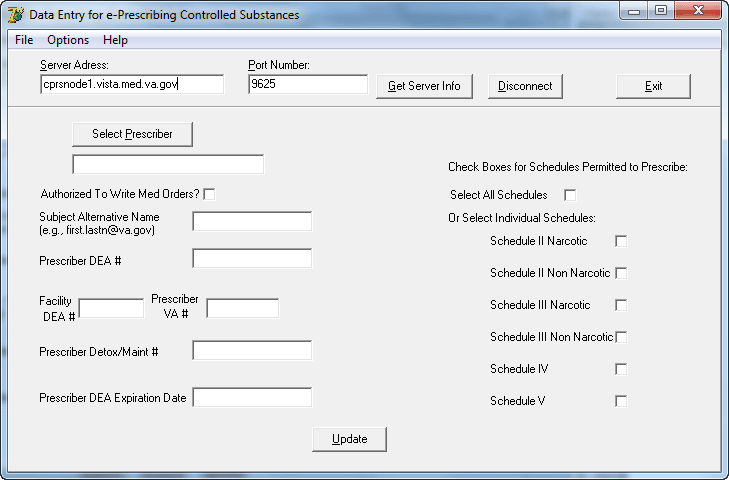 Data Entry for e-Prescribing Controlled Substances
File Options Help
Server Adress: Port Number:
cprsnode1.vista.med.va.gov 9625 Get Server Info Disconnect Exit
Select Prescriber
Check Boxes for Schedules Permitted to Prescribe:
Authorized To Write Med Orders? Select All Schedules
Subject Alternative Name Or Select Individual Schedules:
(e.g., first.lastn@va.gov)
Schedule II Narcotic
Prescriber DEA #
Schedule II Non Narcotic
Facility Prescriber
DEA # VA #
Schedule III Narcotic
Schedule III Non Narcotic
Prescriber Detox/Maint #
Schedule IV
Prescriber DEA Expiration Date Schedule V
Update